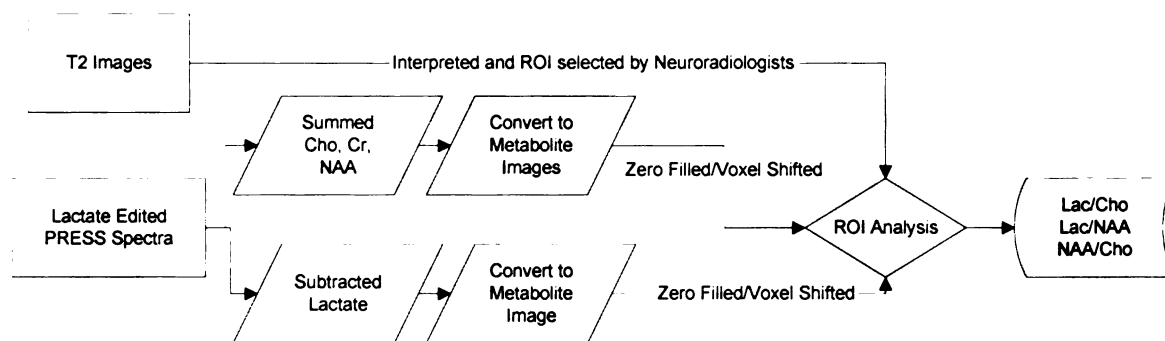 T2 Images
Interpreted and ROI selected by Neuroradiologists
Summed
Cho, Cr,
NAA
Convert to
Metabolite
Images
Zero Filled/Voxel Shifted
Lactate Edited
PRESS Spectra
Subtracted
Lactate
Convert to
Metabolite
Image
Zero Filled/Voxel Shifted
ROI Analysis
Lac/Cho
Lac/NAA
NAA/Cho